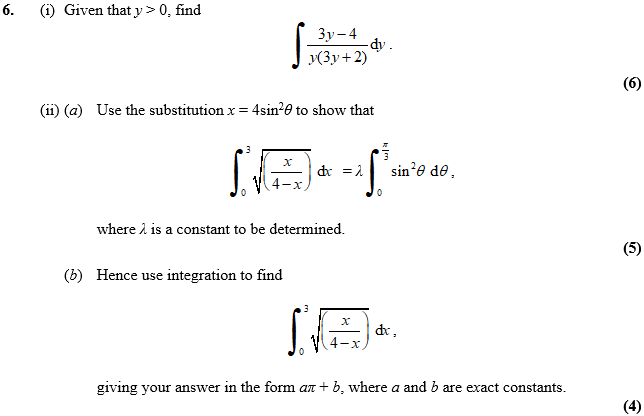 6. (i) Given that y > 0, find
∫ (3y − 4)/(y(3y + 2)) dy .
(6)
(ii) (a) Use the substitution x = 4sin²θ to show that
∫₀³ √(x/(4 − x)) dx = λ ∫₀^(π/3) sin²θ dθ ,
where λ is a constant to be determined.
(5)
(b) Hence use integration to find
∫₀³ √(x/(4 − x)) dx ,
giving your answer in the form aπ + b, where a and b are exact constants.
(4)